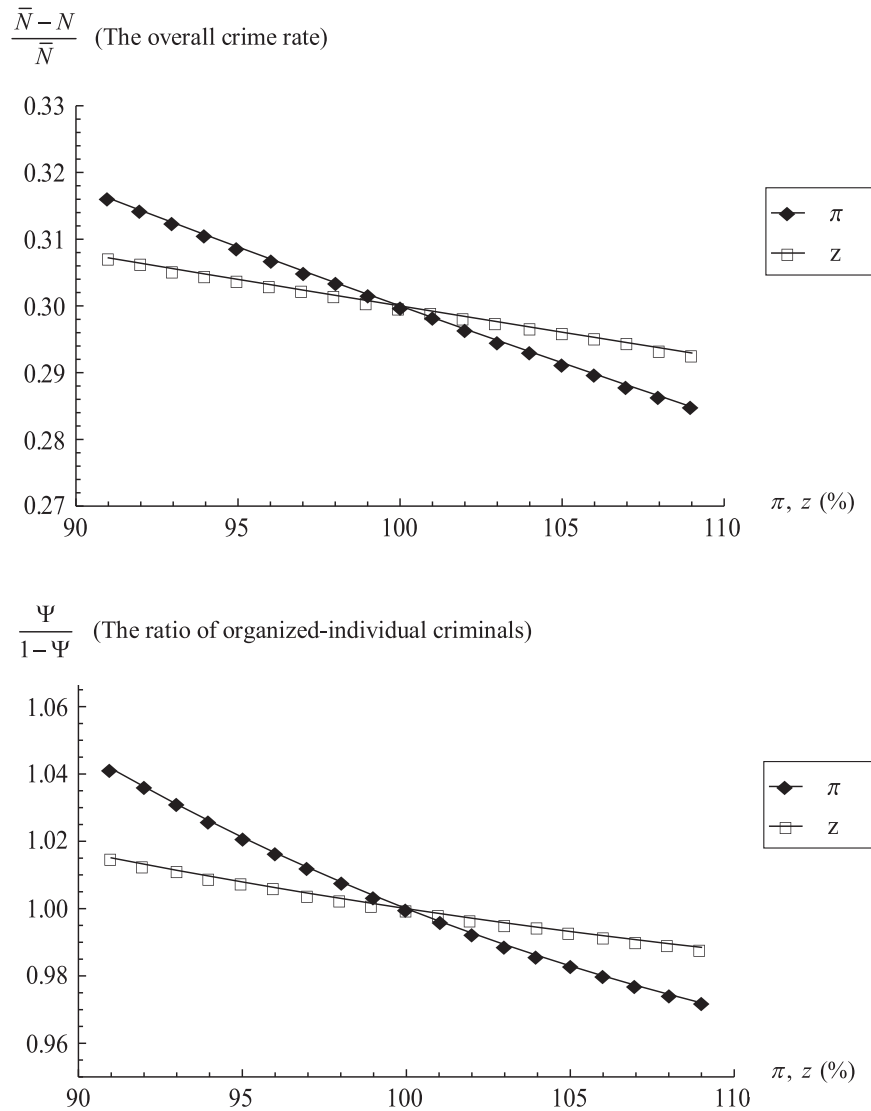 N̄ − N
N̄
(The overall crime rate)
0.33
0.32
0.31
0.30
0.29
0.28
0.27
90
95
100
105
110
π, z (%)
π
z
Ψ
1 − Ψ
(The ratio of organized-individual criminals)
1.06
1.04
1.02
1.00
0.98
0.96
90
95
100
105
110
π, z (%)
π
z